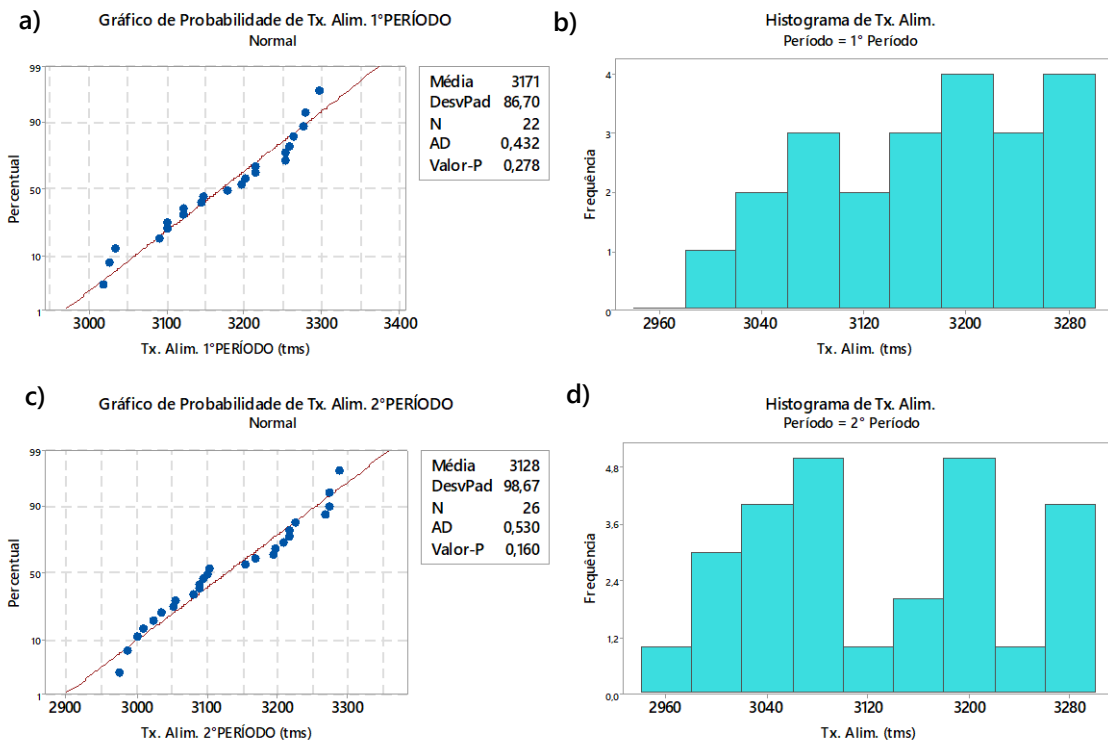 a)
Gráfico de Probabilidade de Tx. Alim. 1°PERÍODO
Normal
Percentual
99
90
50
10
1
3000 3100 3200 3300 3400
Tx. Alim. 1°PERÍODO (tms)
Média 3171
DesvPad 86,70
N 22
AD 0,432
Valor-P 0,278
b)
Histograma de Tx. Alim.
Período = 1° Período
Frequência
4
3
2
1
0
2960 3040 3120 3200 3280
Tx. Alim. (tms)
c)
Gráfico de Probabilidade de Tx. Alim. 2°PERÍODO
Normal
Percentual
99
90
50
10
1
2900 3000 3100 3200 3300
Tx. Alim. 2°PERÍODO (tms)
Média 3128
DesvPad 98,67
N 26
AD 0,530
Valor-P 0,160
d)
Histograma de Tx. Alim.
Período = 2° Período
Frequência
4,8
3,6
2,4
1,2
0,0
2960 3040 3120 3200 3280
Tx. Alim. (tms)